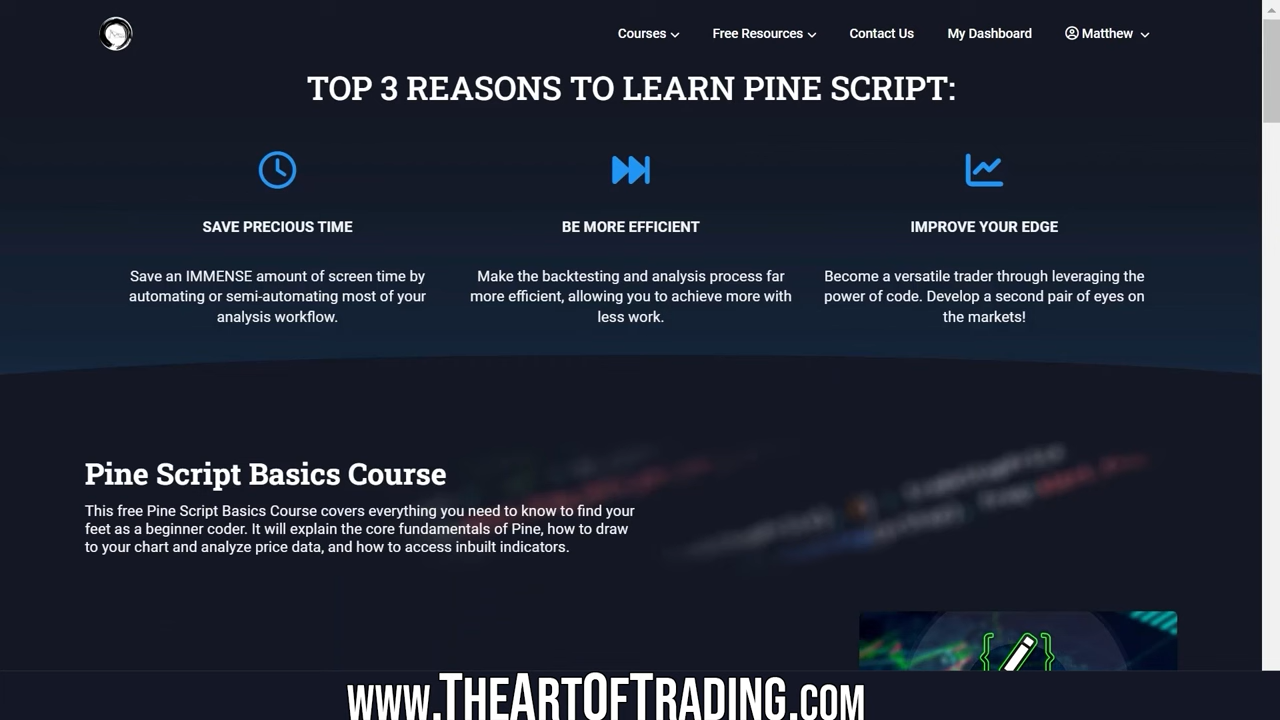 Courses
Free Resources
Contact Us
My Dashboard
Matthew
TOP 3 REASONS TO LEARN PINE SCRIPT:
SAVE PRECIOUS TIME
Save an IMMENSE amount of screen time by
automating or semi-automating most of your
analysis workflow.
BE MORE EFFICIENT
Make the backtesting and analysis process far
more efficient, allowing you to achieve more with
less work.
IMPROVE YOUR EDGE
Become a versatile trader through leveraging the
power of code. Develop a second pair of eyes on
the markets!
Pine Script Basics Course
This free Pine Script Basics Course covers everything you need to know to find your
feet as a beginner coder. It will explain the core fundamentals of Pine, how to draw
to your chart and analyze price data, and how to access inbuilt indicators.
www.TheArtOfTrading.com